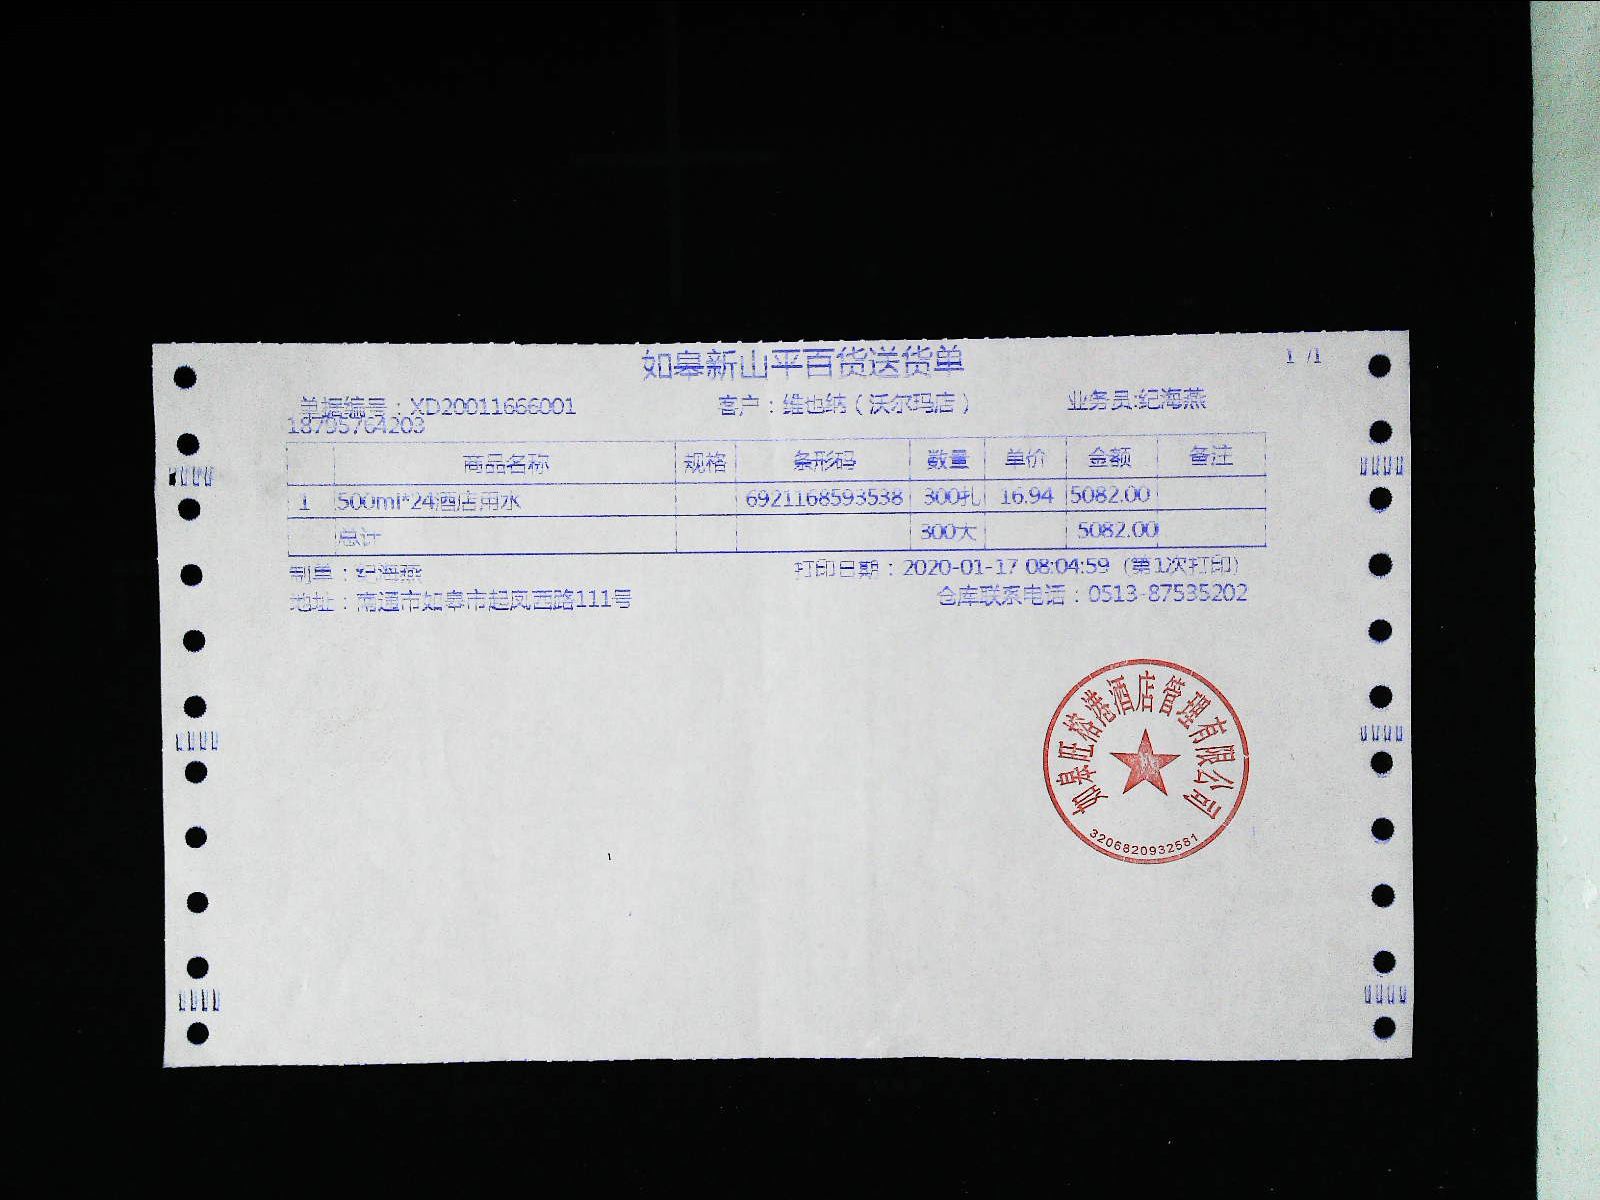 如皋新山平百货送货单
1 /1
单据编号：XD20011666001 客户：维也纳（沃尔玛店） 业务员:纪海燕
18795764203
商品名称 规格 条形码 数量 单价 金额 备注
1 500ml*24酒店用水 6921168593538 300扎 16.94 5082.00
总计 300大 5082.00
制单：纪海燕 打印日期：2020-01-17 08:04:59（第1次打印）
地址：南通市如皋市起凤西路111号 仓库联系电话：0513-87535202
如皋旺榕港酒店管理有限公司
3206820932581